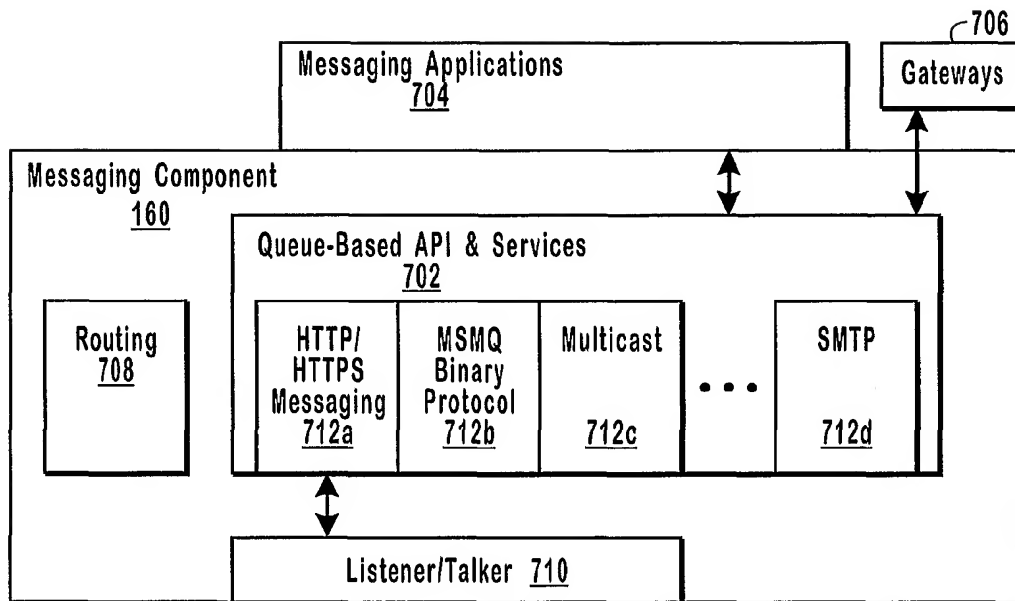 706
Messaging Applications
704
Gateways
Messaging Component
160
Queue-Based API & Services
702
Routing
708
HTTP/
HTTPS
Messaging
712a
MSMQ
Binary
Protocol
712b
Multicast
712c
SMTP
712d
Listener/Talker 710